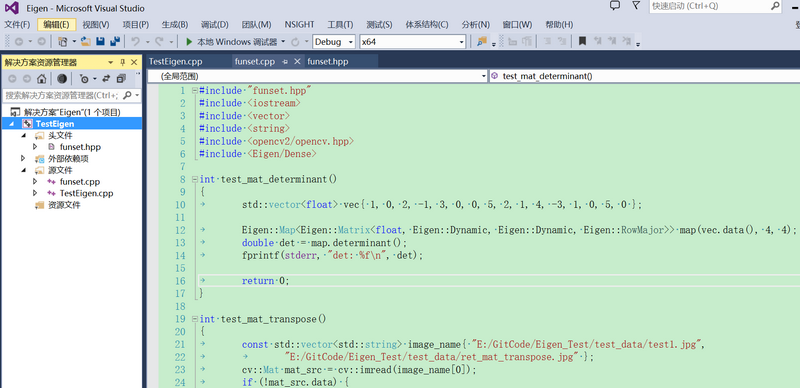 Eigen - Microsoft Visual Studio
快速启动 (Ctrl+Q)
文件(F) 编辑(E) 视图(V) 项目(P) 生成(B) 调试(D) 团队(M) NSIGHT 工具(T) 测试(S) 体系结构(C) 分析(N) 窗口(W) 帮助(H)
本地 Windows 调试器 Debug x64
解决方案资源管理器
TestEigen.cpp funset.cpp funset.hpp
(全局范围) test_mat_determinant()
搜索解决方案资源管理器(Ctrl+;)
解决方案"Eigen"(1 个项目)
TestEigen
头文件
funset.hpp
外部依赖项
源文件
funset.cpp
TestEigen.cpp
资源文件
1 #include "funset.hpp"
2 #include <iostream>
3 #include <vector>
4 #include <string>
5 #include <opencv2/opencv.hpp>
6 #include <Eigen/Dense>
7
8 int test_mat_determinant()
9 {
10 std::vector<float> vec{ 1, 0, 2, -1, 3, 0, 0, 5, 2, 1, 4, -3, 1, 0, 5, 0 };
11
12 Eigen::Map<Eigen::Matrix<float, Eigen::Dynamic, Eigen::Dynamic, Eigen::RowMajor>> map(vec.data(), 4, 4);
13 double det = map.determinant();
14 fprintf(stderr, "det: %f\n", det);
15
16 return 0;
17 }
18
19 int test_mat_transpose()
20 {
21 const std::vector<std::string> image_name{ "E:/GitCode/Eigen_Test/test_data/test1.jpg",
22 "E:/GitCode/Eigen_Test/test_data/ret_mat_transpose.jpg" };
23 cv::Mat mat_src = cv::imread(image_name[0]);
24 if (!mat_src.data) {